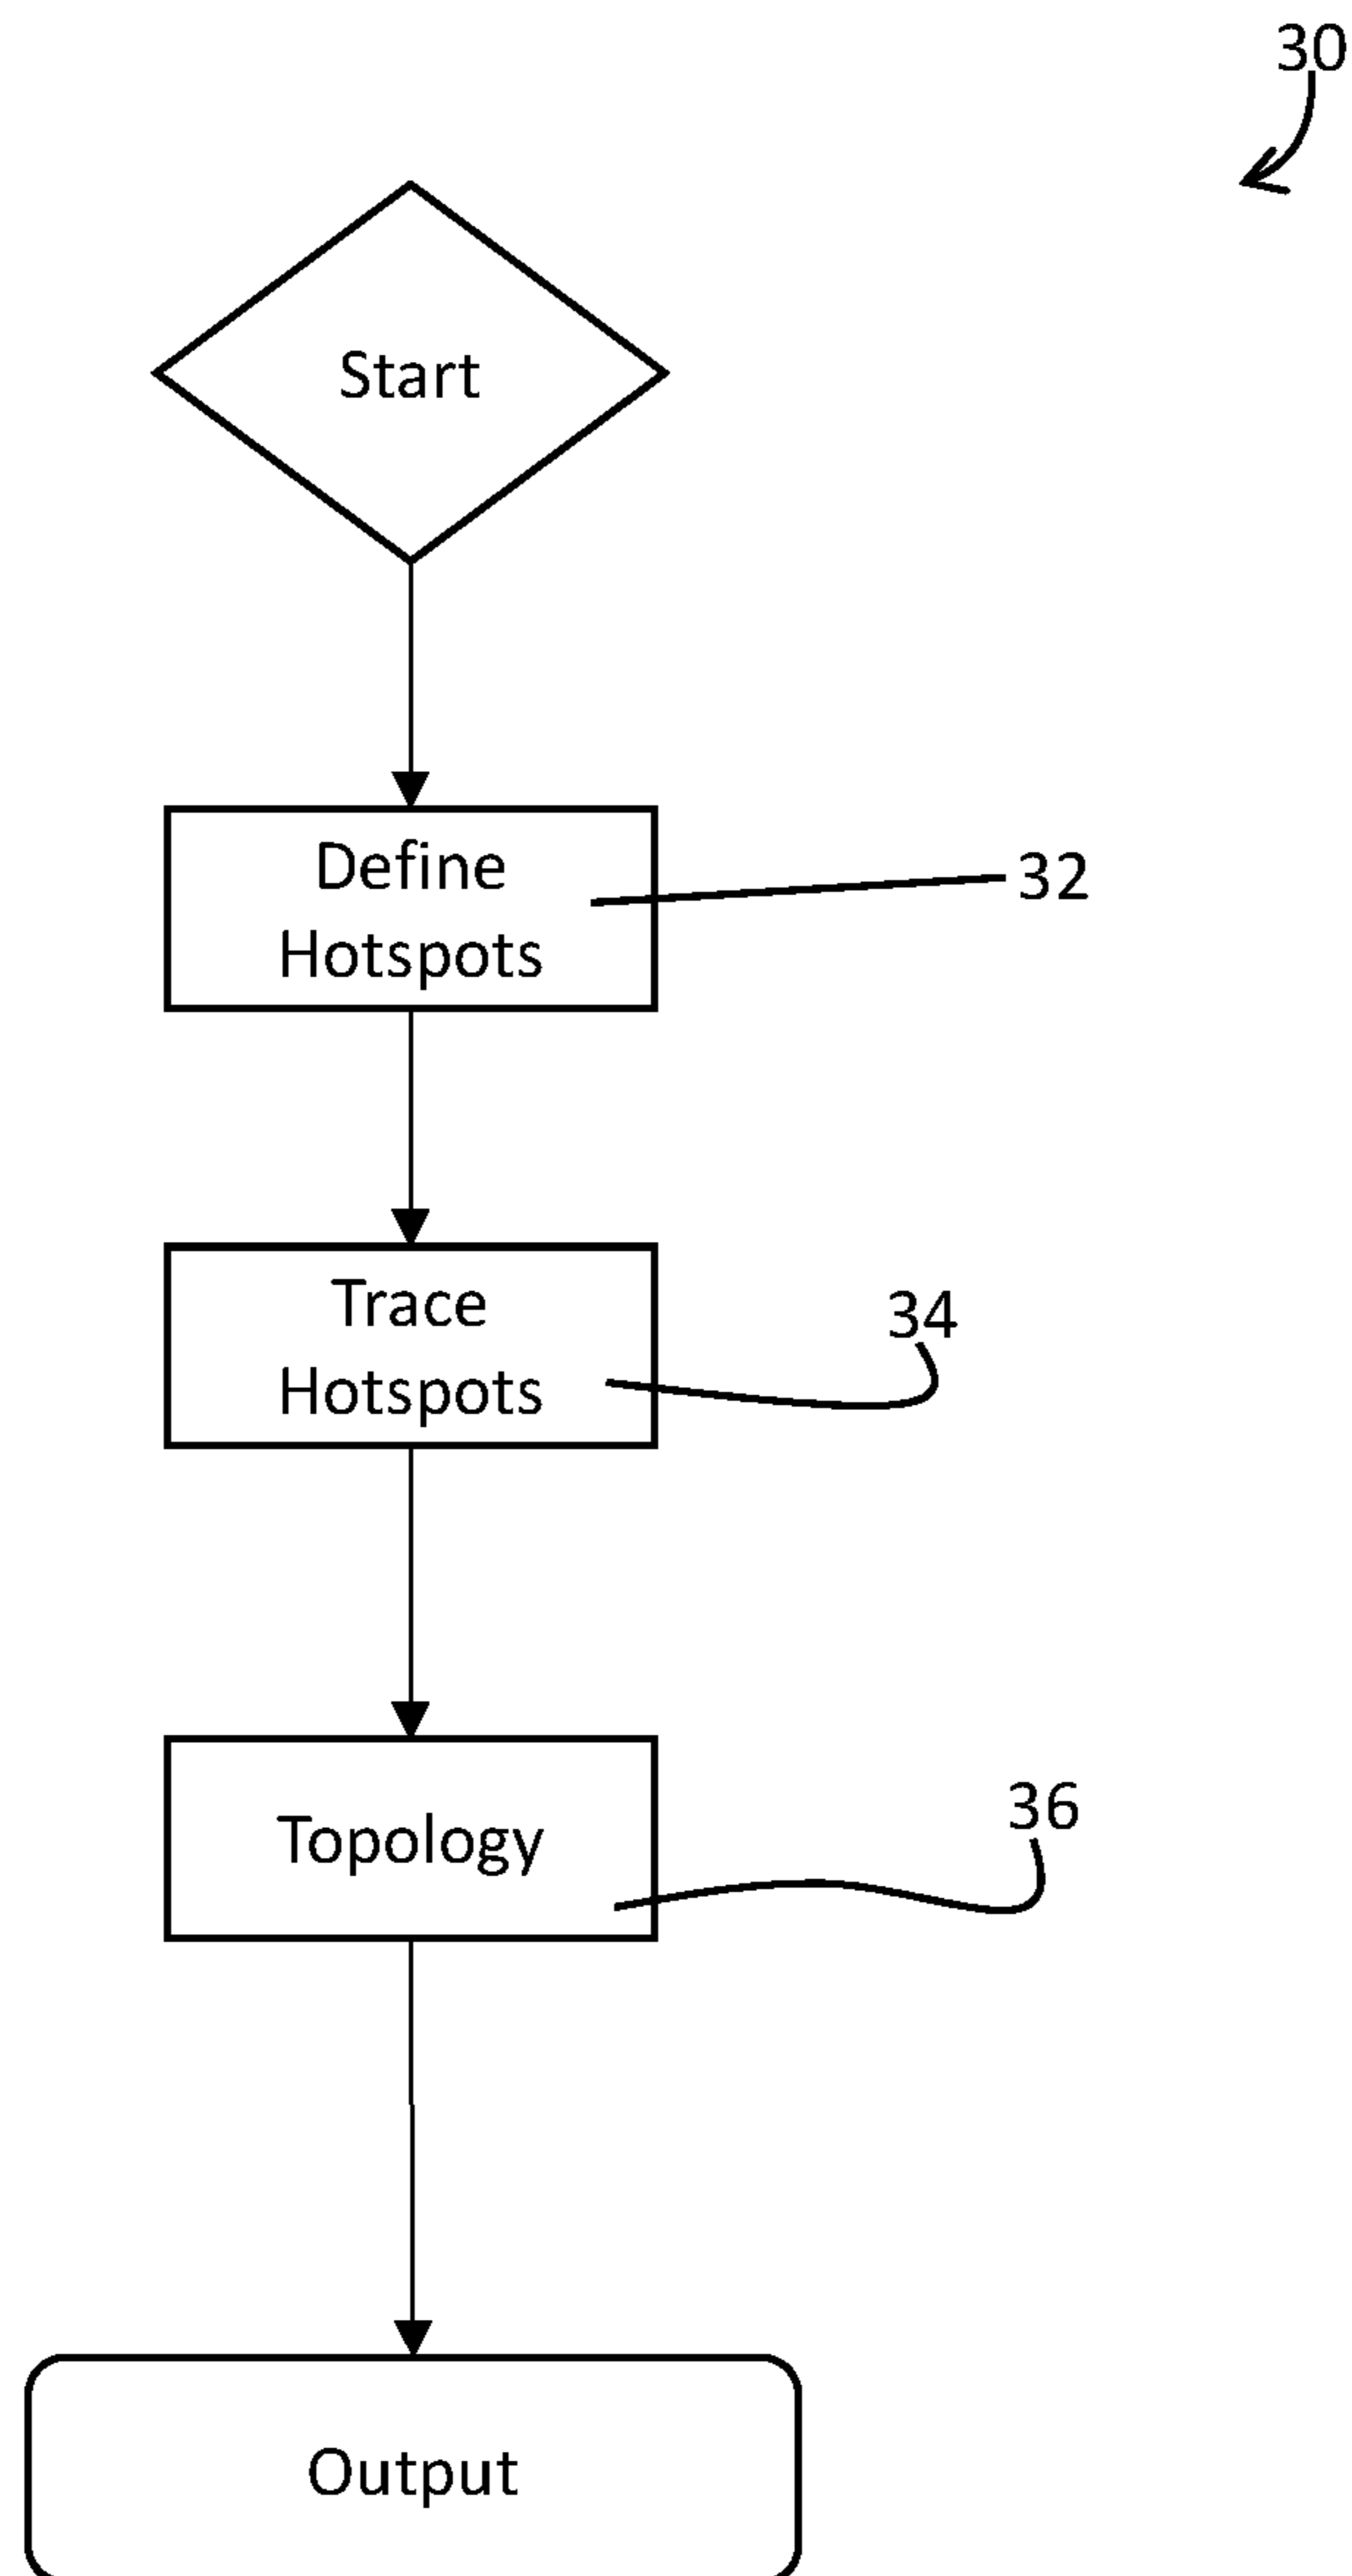 30
Start
Define
Hotspots
32
Trace
Hotspots
34
Topology
36
Output